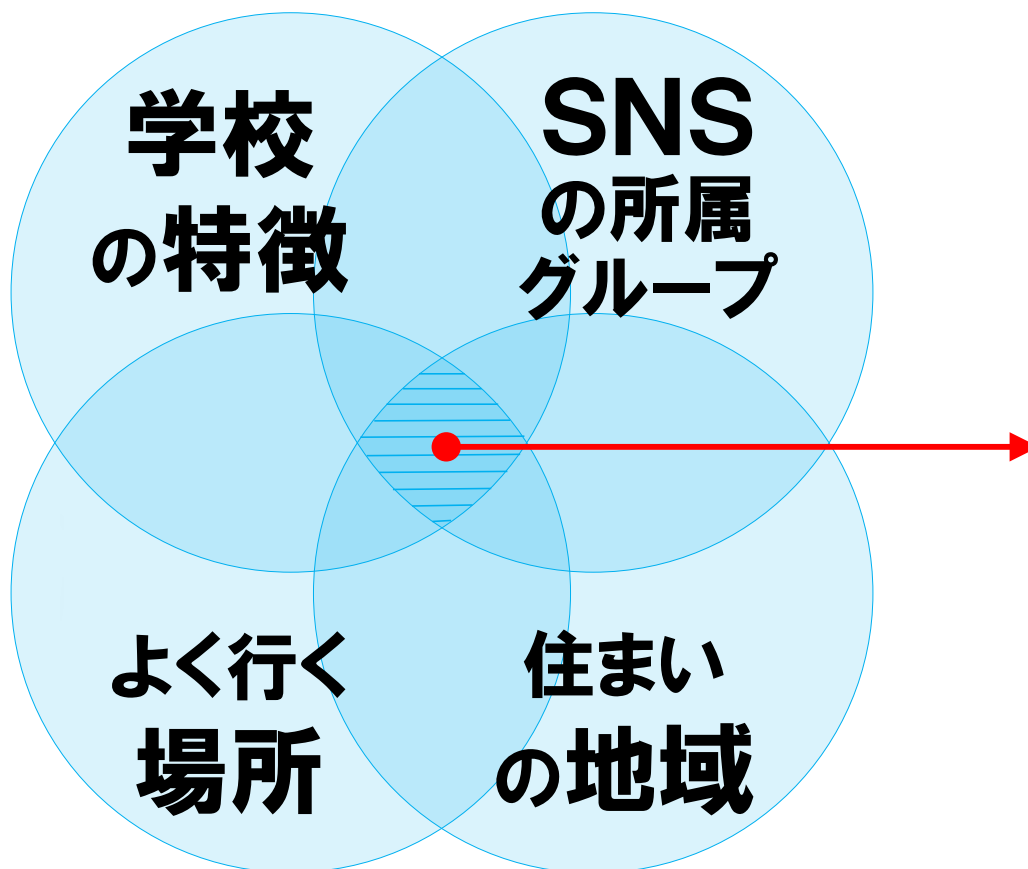 学校
の特徴
SNS
の所属
グループ
よく行く
場所
住まい
の地域